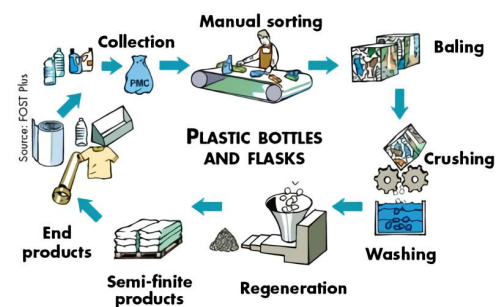 Manual sorting
Collection
PMC
Baling
Source: FOST Plus
PLASTIC BOTTLES
AND FLASKS
Crushing
Washing
Regeneration
Semi-finite
products
End
products